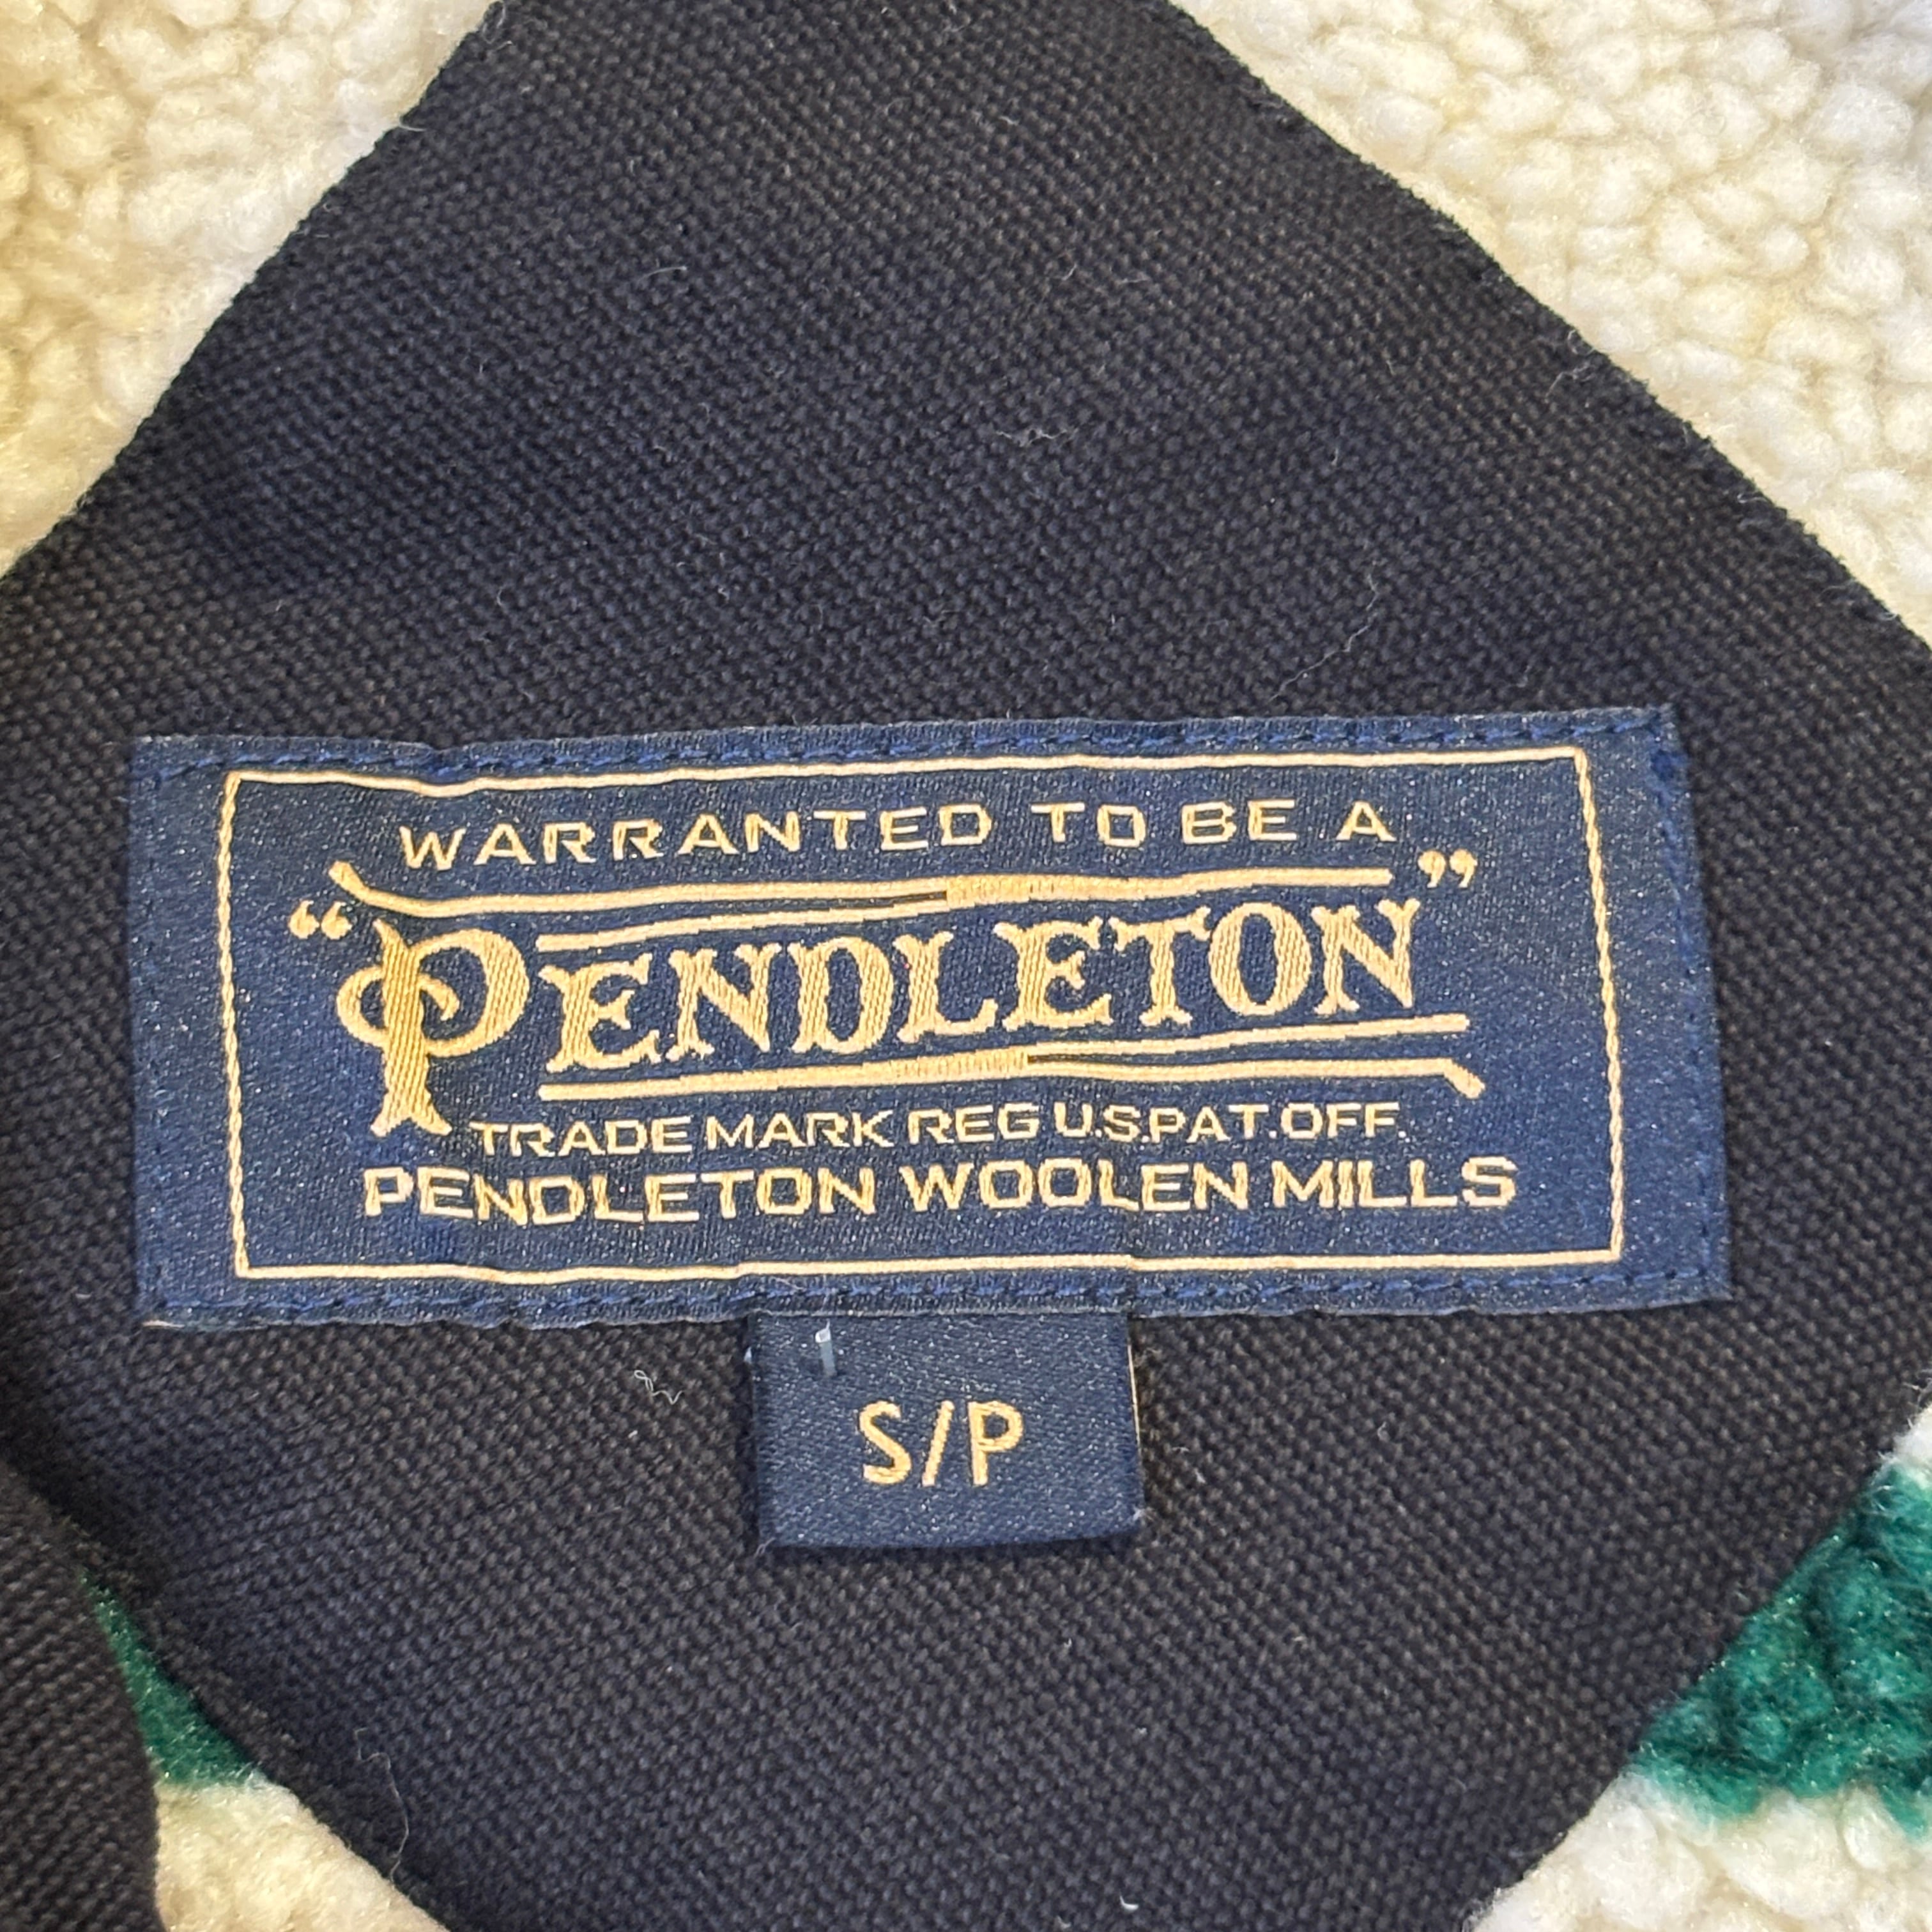 WARRANTED TO BE A
“PENDLETON”
TRADE MARK REG U.S.PAT.OFF.
PENDLETON WOOLEN MILLS
S/P